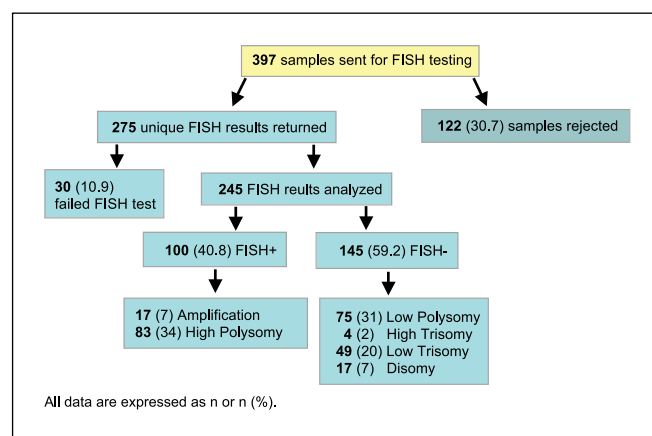 397 samples sent for FISH testing
275 unique FISH results returned
122 (30.7) samples rejected
30 (10.9)
failed FISH test
245 FISH reults analyzed
100 (40.8) FISH+
145 (59.2) FISH-
17 (7) Amplification
83 (34) High Polysomy
75 (31) Low Polysomy
4 (2) High Trisomy
49 (20) Low Trisomy
17 (7) Disomy
All data are expressed as n or n (%).